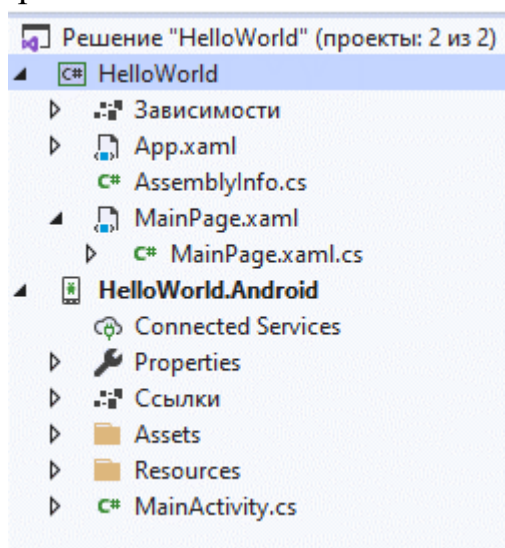 Решение "HelloWorld" (проекты: 2 из 2)
C# HelloWorld
Зависимости
App.xaml
C# AssemblyInfo.cs
MainPage.xaml
C# MainPage.xaml.cs
HelloWorld.Android
Connected Services
Properties
Ссылки
Assets
Resources
C# MainActivity.cs